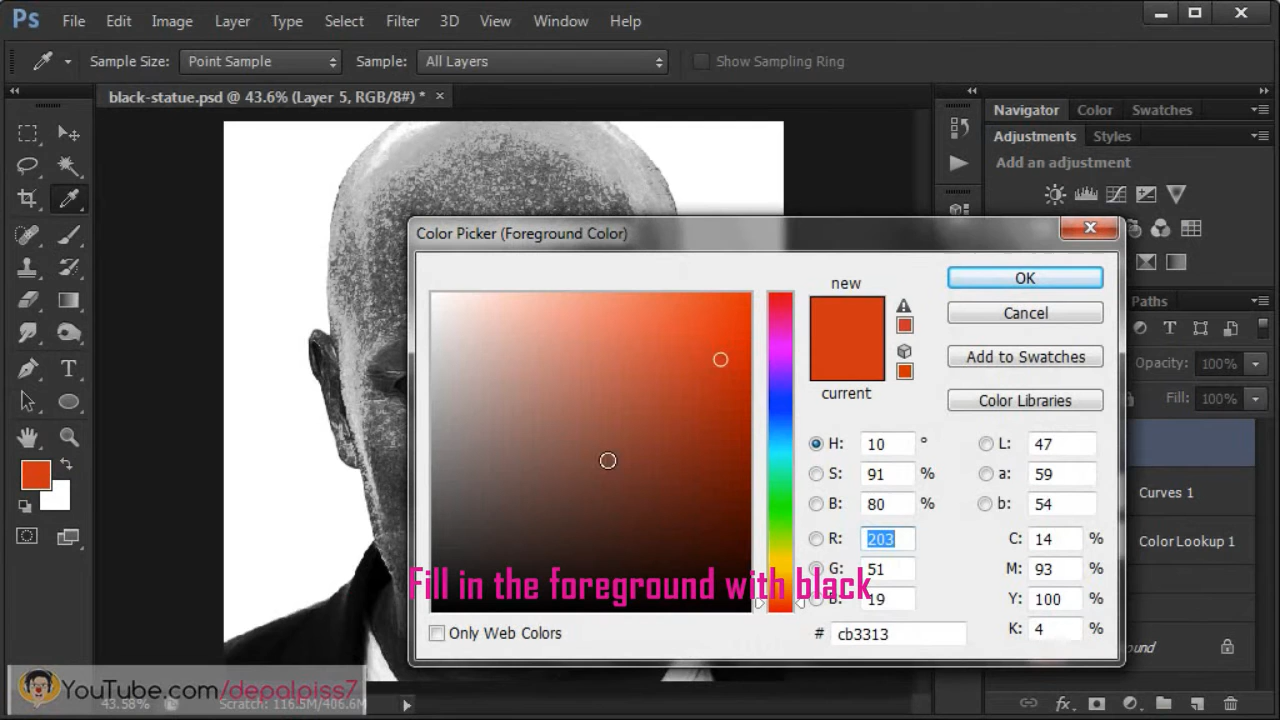 Ps File Edit Image Layer Type Select Filter 3D View Window Help
Sample Size: Point Sample Sample: All Layers Show Sampling Ring
black-statue.psd @ 43.6% (Layer 5, RGB/8#) * ×
Navigator Color Swatches
Adjustments Styles
Add an adjustment
Color Picker (Foreground Color)
new
current
OK
Cancel
Add to Swatches
Color Libraries
H: 10 ° L: 47
S: 91 % a: 59
B: 80 % b: 54
R: 203 C: 14 %
G: 51 M: 93 %
B: 19 Y: 100 %
# cb3313 K: 4 %
Only Web Colors
Fill in the foreground with black
Paths
T
Opacity: 100%
Fill: 100%
Curves 1
Color Lookup 1
ound
fx
YouTube.com/depalpiss7
43.58% Scratch: 116.5M/406.6M